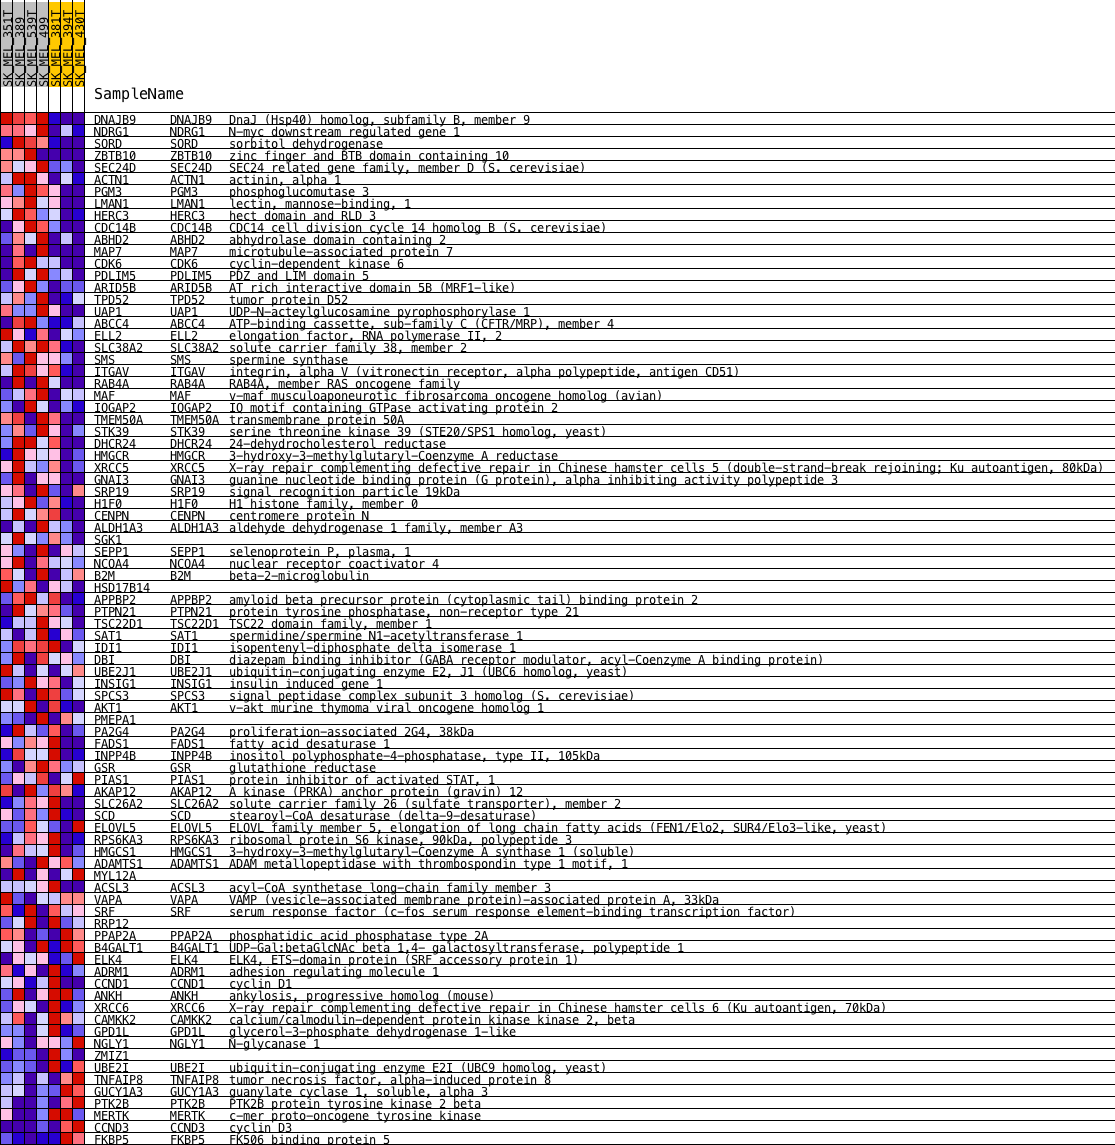 SK_MEL_351T
SK_MEL_389
SK_MEL_539T
SK_MEL_499
SK_MEL_381T
SK_MEL_394T
SK_MEL_430T
SampleName
DNAJB9 DNAJB9 DnaJ (Hsp40) homolog, subfamily B, member 9
NDRG1 NDRG1 N-myc downstream regulated gene 1
SORD SORD sorbitol dehydrogenase
ZBTB10 ZBTB10 zinc finger and BTB domain containing 10
SEC24D SEC24D SEC24 related gene family, member D (S. cerevisiae)
ACTN1 ACTN1 actinin, alpha 1
PGM3 PGM3 phosphoglucomutase 3
LMAN1 LMAN1 lectin, mannose-binding, 1
HERC3 HERC3 hect domain and RLD 3
CDC14B CDC14B CDC14 cell division cycle 14 homolog B (S. cerevisiae)
ABHD2 ABHD2 abhydrolase domain containing 2
MAP7 MAP7 microtubule-associated protein 7
CDK6 CDK6 cyclin-dependent kinase 6
PDLIM5 PDLIM5 PDZ and LIM domain 5
ARID5B ARID5B AT rich interactive domain 5B (MRF1-like)
TPD52 TPD52 tumor protein D52
UAP1 UAP1 UDP-N-acteylglucosamine pyrophosphorylase 1
ABCC4 ABCC4 ATP-binding cassette, sub-family C (CFTR/MRP), member 4
ELL2 ELL2 elongation factor, RNA polymerase II, 2
SLC38A2 SLC38A2 solute carrier family 38, member 2
SMS SMS spermine synthase
ITGAV ITGAV integrin, alpha V (vitronectin receptor, alpha polypeptide, antigen CD51)
RAB4A RAB4A RAB4A, member RAS oncogene family
MAF MAF v-maf musculoaponeurotic fibrosarcoma oncogene homolog (avian)
IQGAP2 IQGAP2 IQ motif containing GTPase activating protein 2
TMEM50A TMEM50A transmembrane protein 50A
STK39 STK39 serine threonine kinase 39 (STE20/SPS1 homolog, yeast)
DHCR24 DHCR24 24-dehydrocholesterol reductase
HMGCR HMGCR 3-hydroxy-3-methylglutaryl-Coenzyme A reductase
XRCC5 XRCC5 X-ray repair complementing defective repair in Chinese hamster cells 5 (double-strand-break rejoining; Ku autoantigen, 80kDa)
GNAI3 GNAI3 guanine nucleotide binding protein (G protein), alpha inhibiting activity polypeptide 3
SRP19 SRP19 signal recognition particle 19kDa
H1F0 H1F0 H1 histone family, member 0
CENPN CENPN centromere protein N
ALDH1A3 ALDH1A3 aldehyde dehydrogenase 1 family, member A3
SGK1
SEPP1 SEPP1 selenoprotein P, plasma, 1
NCOA4 NCOA4 nuclear receptor coactivator 4
B2M B2M beta-2-microglobulin
HSD17B14
APPBP2 APPBP2 amyloid beta precursor protein (cytoplasmic tail) binding protein 2
PTPN21 PTPN21 protein tyrosine phosphatase, non-receptor type 21
TSC22D1 TSC22D1 TSC22 domain family, member 1
SAT1 SAT1 spermidine/spermine N1-acetyltransferase 1
IDI1 IDI1 isopentenyl-diphosphate delta isomerase 1
DBI DBI diazepam binding inhibitor (GABA receptor modulator, acyl-Coenzyme A binding protein)
UBE2J1 UBE2J1 ubiquitin-conjugating enzyme E2, J1 (UBC6 homolog, yeast)
INSIG1 INSIG1 insulin induced gene 1
SPCS3 SPCS3 signal peptidase complex subunit 3 homolog (S. cerevisiae)
AKT1 AKT1 v-akt murine thymoma viral oncogene homolog 1
PMEPA1
PA2G4 PA2G4 proliferation-associated 2G4, 38kDa
FADS1 FADS1 fatty acid desaturase 1
INPP4B INPP4B inositol polyphosphate-4-phosphatase, type II, 105kDa
GSR GSR glutathione reductase
PIAS1 PIAS1 protein inhibitor of activated STAT, 1
AKAP12 AKAP12 A kinase (PRKA) anchor protein (gravin) 12
SLC26A2 SLC26A2 solute carrier family 26 (sulfate transporter), member 2
SCD SCD stearoyl-CoA desaturase (delta-9-desaturase)
ELOVL5 ELOVL5 ELOVL family member 5, elongation of long chain fatty acids (FEN1/Elo2, SUR4/Elo3-like, yeast)
RPS6KA3 RPS6KA3 ribosomal protein S6 kinase, 90kDa, polypeptide 3
HMGCS1 HMGCS1 3-hydroxy-3-methylglutaryl-Coenzyme A synthase 1 (soluble)
ADAMTS1 ADAMTS1 ADAM metallopeptidase with thrombospondin type 1 motif, 1
MYL12A
ACSL3 ACSL3 acyl-CoA synthetase long-chain family member 3
VAPA VAPA VAMP (vesicle-associated membrane protein)-associated protein A, 33kDa
SRF SRF serum response factor (c-fos serum response element-binding transcription factor)
RRP12
PPAP2A PPAP2A phosphatidic acid phosphatase type 2A
B4GALT1 B4GALT1 UDP-Gal:betaGlcNAc beta 1,4- galactosyltransferase, polypeptide 1
ELK4 ELK4 ELK4, ETS-domain protein (SRF accessory protein 1)
ADRM1 ADRM1 adhesion regulating molecule 1
CCND1 CCND1 cyclin D1
ANKH ANKH ankylosis, progressive homolog (mouse)
XRCC6 XRCC6 X-ray repair complementing defective repair in Chinese hamster cells 6 (Ku autoantigen, 70kDa)
CAMKK2 CAMKK2 calcium/calmodulin-dependent protein kinase kinase 2, beta
GPD1L GPD1L glycerol-3-phosphate dehydrogenase 1-like
NGLY1 NGLY1 N-glycanase 1
ZMIZ1
UBE2I UBE2I ubiquitin-conjugating enzyme E2I (UBC9 homolog, yeast)
TNFAIP8 TNFAIP8 tumor necrosis factor, alpha-induced protein 8
GUCY1A3 GUCY1A3 guanylate cyclase 1, soluble, alpha 3
PTK2B PTK2B PTK2B protein tyrosine kinase 2 beta
MERTK MERTK c-mer proto-oncogene tyrosine kinase
CCND3 CCND3 cyclin D3
FKBP5 FKBP5 FK506 binding protein 5